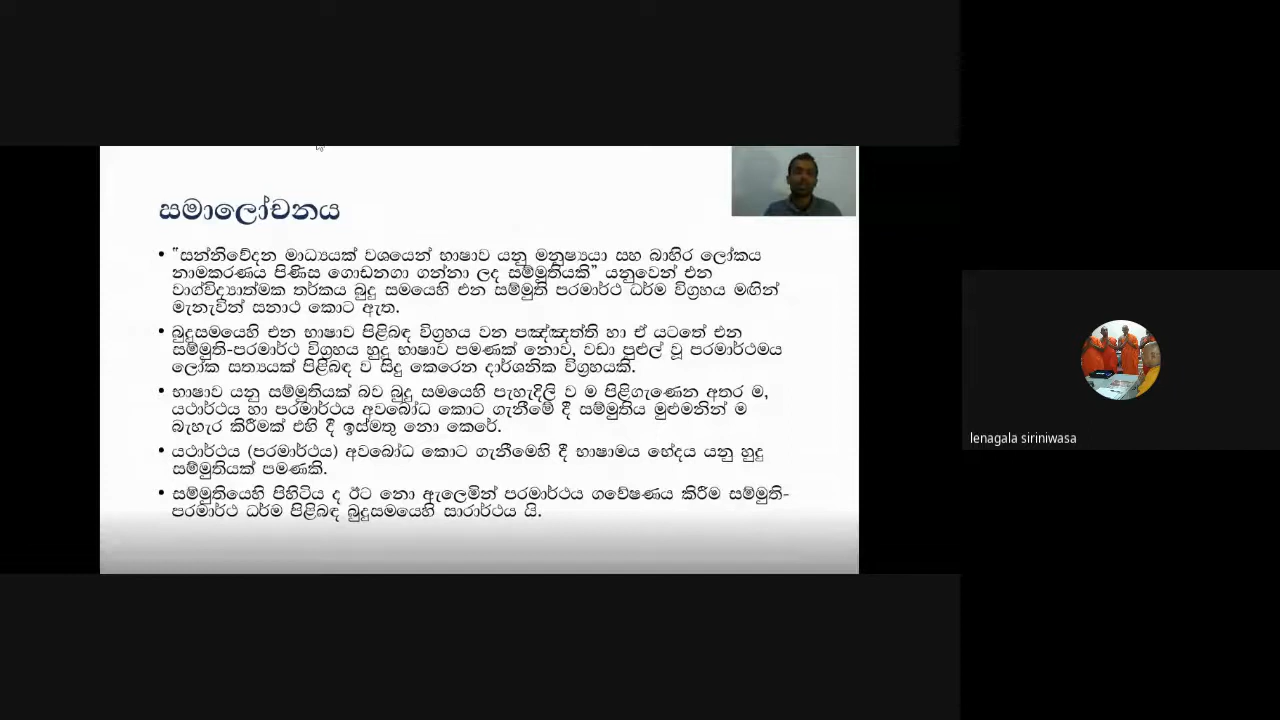 සමාලෝචනය
• "සන්නිවේදන මාධ්‍යයක් වශයෙන් භාෂාව යනු මනුෂ්‍යයා සහ බාහිර ලෝකය
නාමකරණය පිණිස ගොඩනගා ගන්නා ලද සම්මුතියකි" යනුවෙන් එන
වාග්විද්‍යාත්මක තර්කය බුදු සමයෙහි එන සම්මුති පරමාර්ථ ධර්ම විග්‍රහය මඟින්
මැනැවින් සනාථ කොට ඇත.
• බුදුසමයෙහි එන භාෂාව පිළිබඳ විග්‍රහය වන පඤ්ඤත්ති හා ඒ යටතේ එන
සම්මුති-පරමාර්ථ විග්‍රහය හුදු භාෂාව පමණක් නොව, වඩා පුළුල් වූ පරමාර්ථමය
ලෝක සත්‍යයක් පිළිබඳ ව සිදු කෙරෙන දාර්ශනික විග්‍රහයකි.
• භාෂාව යනු සම්මුතියක් බව බුදු සමයෙහි පැහැදිලි ව ම පිළිගැණෙන අතර ම,
යථාර්ථය හා පරමාර්ථය අවබෝධ කොට ගැනීමේ දී සම්මුතිය මුළුමනින් ම
බැහැර කිරීමක් එහි දී ඉස්මතු නො කෙරේ.
• යථාර්ථය (පරමාර්ථය) අවබෝධ කොට ගැනීමෙහි දී භාෂාමය භේදය යනු හුදු
සම්මුතියක් පමණකි.
• සම්මුතියෙහි පිහිටිය ද ඊට නො ඇලෙමින් පරමාර්ථය ගවේෂණය කිරීම සම්මුති-
පරමාර්ථ ධර්ම පිළිබඳ බුදුසමයෙහි සාරාර්ථය යි.
lenagala siriniwasa